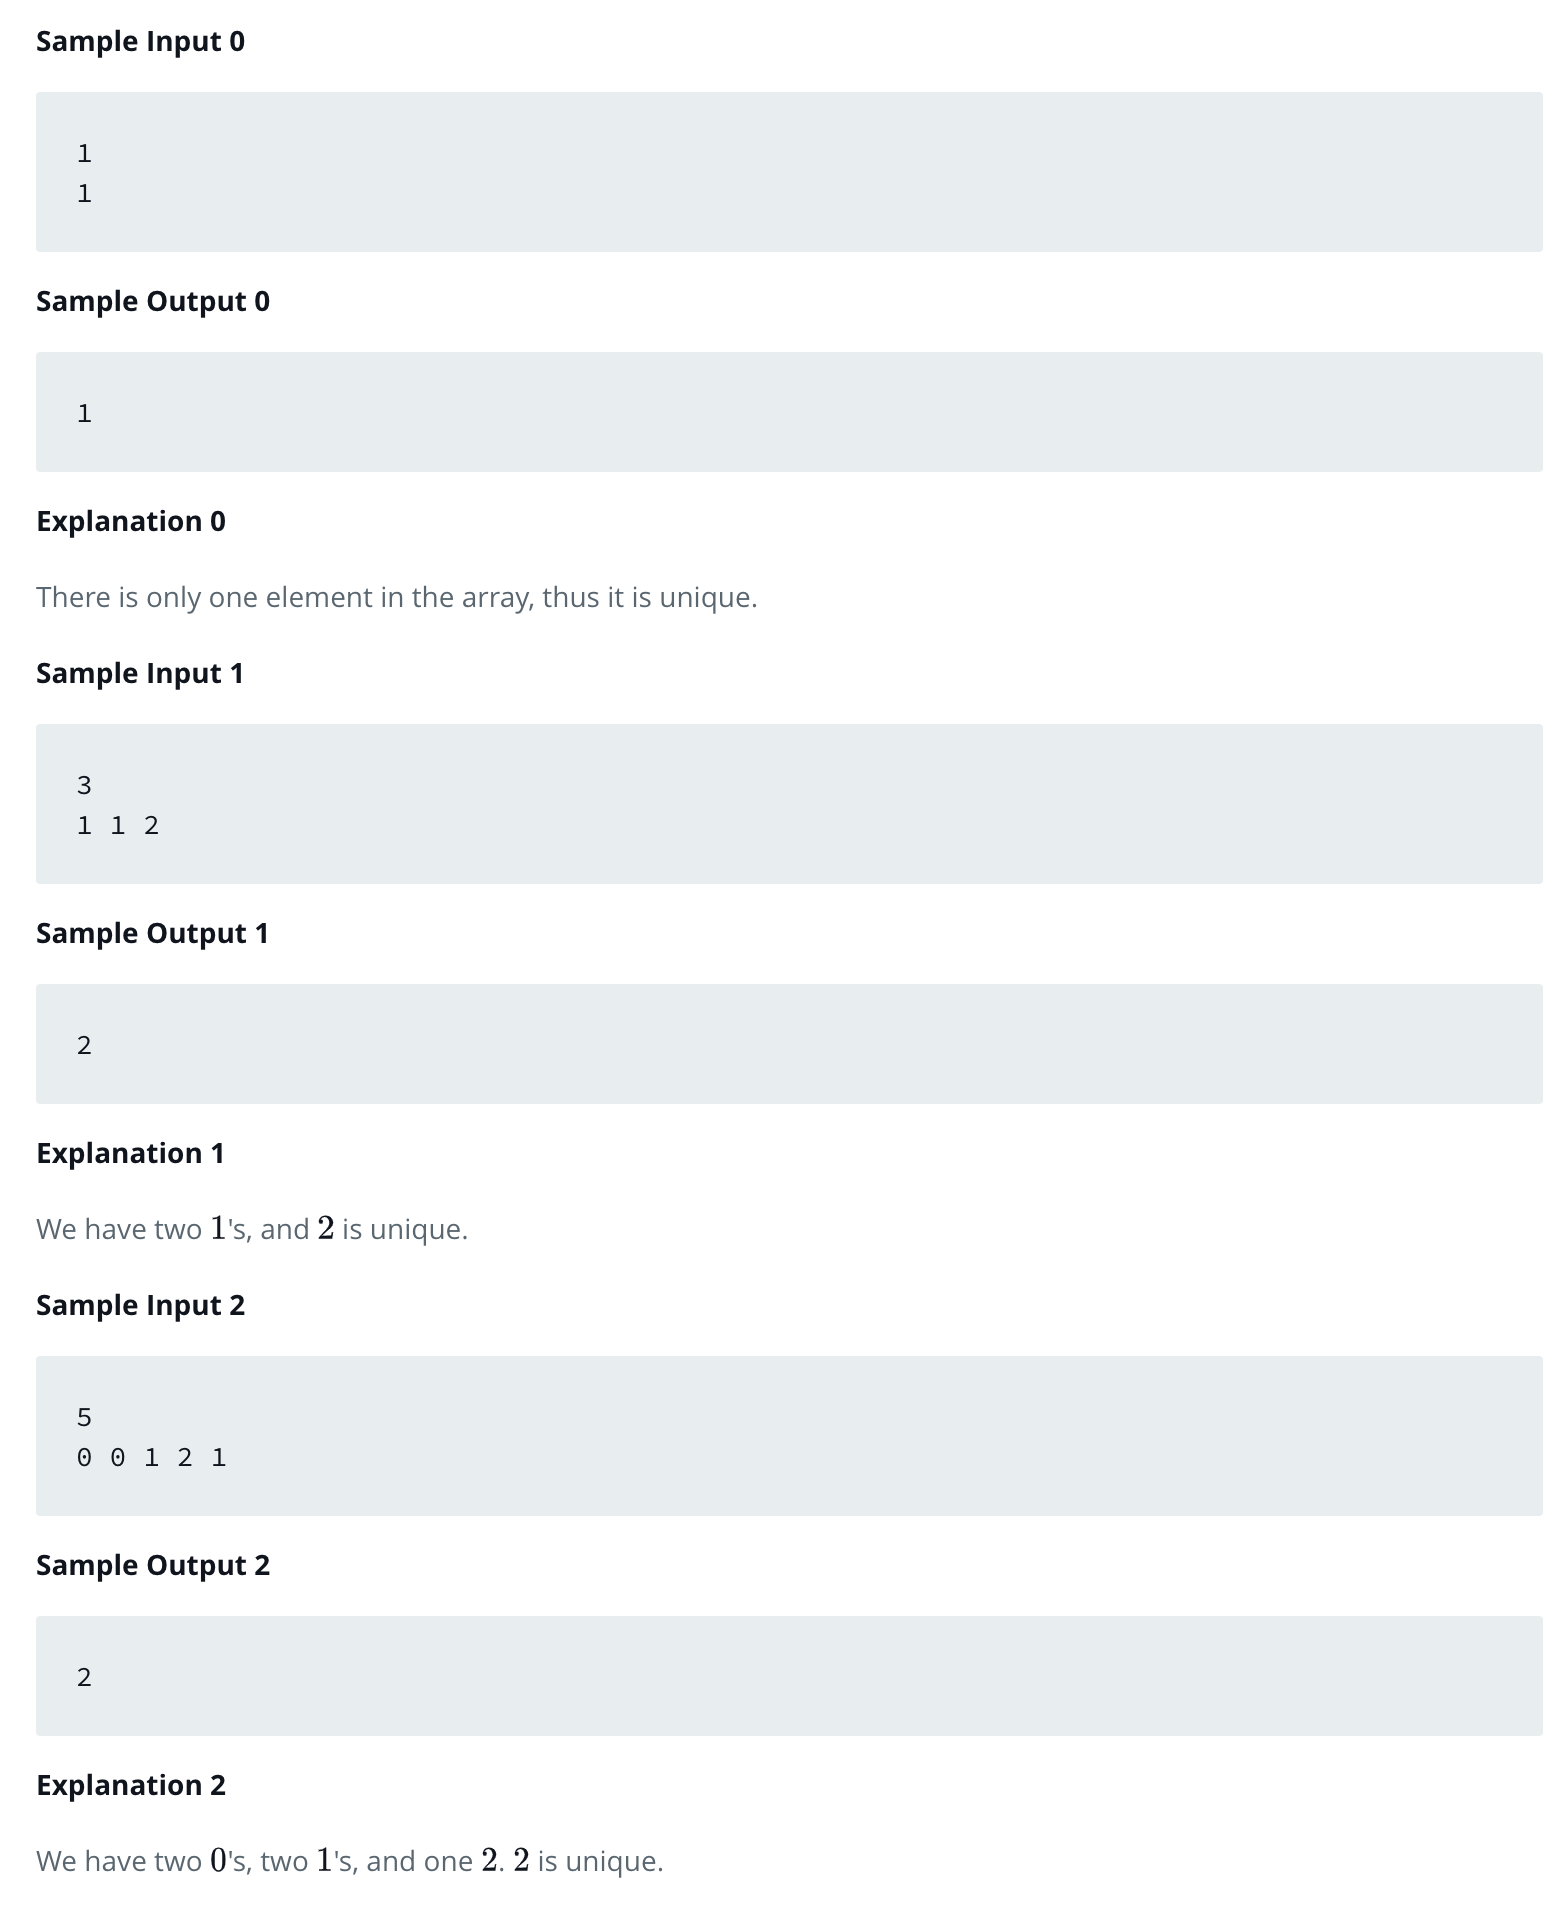 Sample Input 0
1
1
Sample Output 0
1
Explanation 0
There is only one element in the array, thus it is unique.
Sample Input 1
3
1 1 2
Sample Output 1
2
Explanation 1
We have two 1's, and 2 is unique.
Sample Input 2
5
0 0 1 2 1
Sample Output 2
2
Explanation 2
We have two 0's, two 1's, and one 2. 2 is unique.